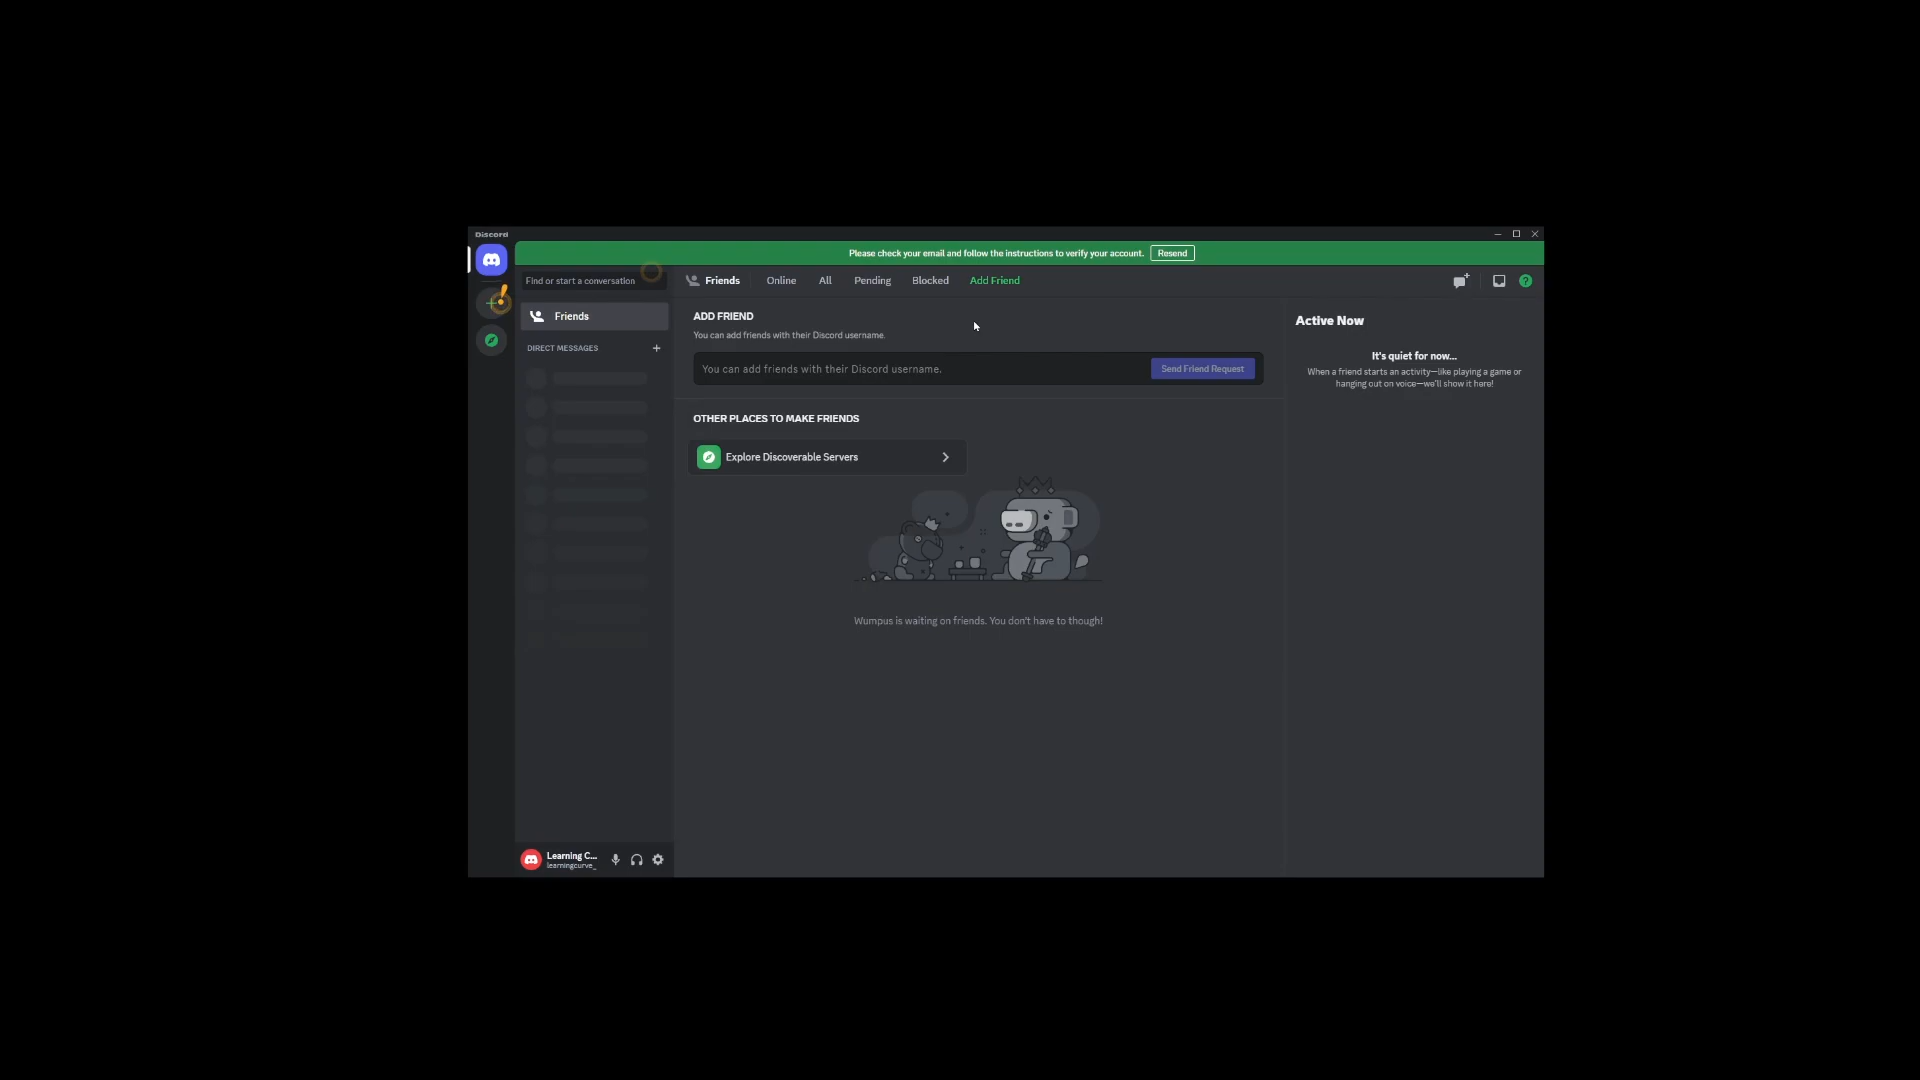 Discord
Please check your email and follow the instructions to verify your account. Resend
Find or start a conversation
Friends Online All Pending Blocked Add Friend
Friends
DIRECT MESSAGES
ADD FRIEND
You can add friends with their Discord username.
You can add friends with their Discord username. Send Friend Request
OTHER PLACES TO MAKE FRIENDS
Explore Discoverable Servers
Wumpus is waiting on friends. You don't have to though!
Active Now
It's quiet for now...
When a friend starts an activity—like playing a game or
hanging out on voice—we'll show it here!
Learning C...
learningcurve_